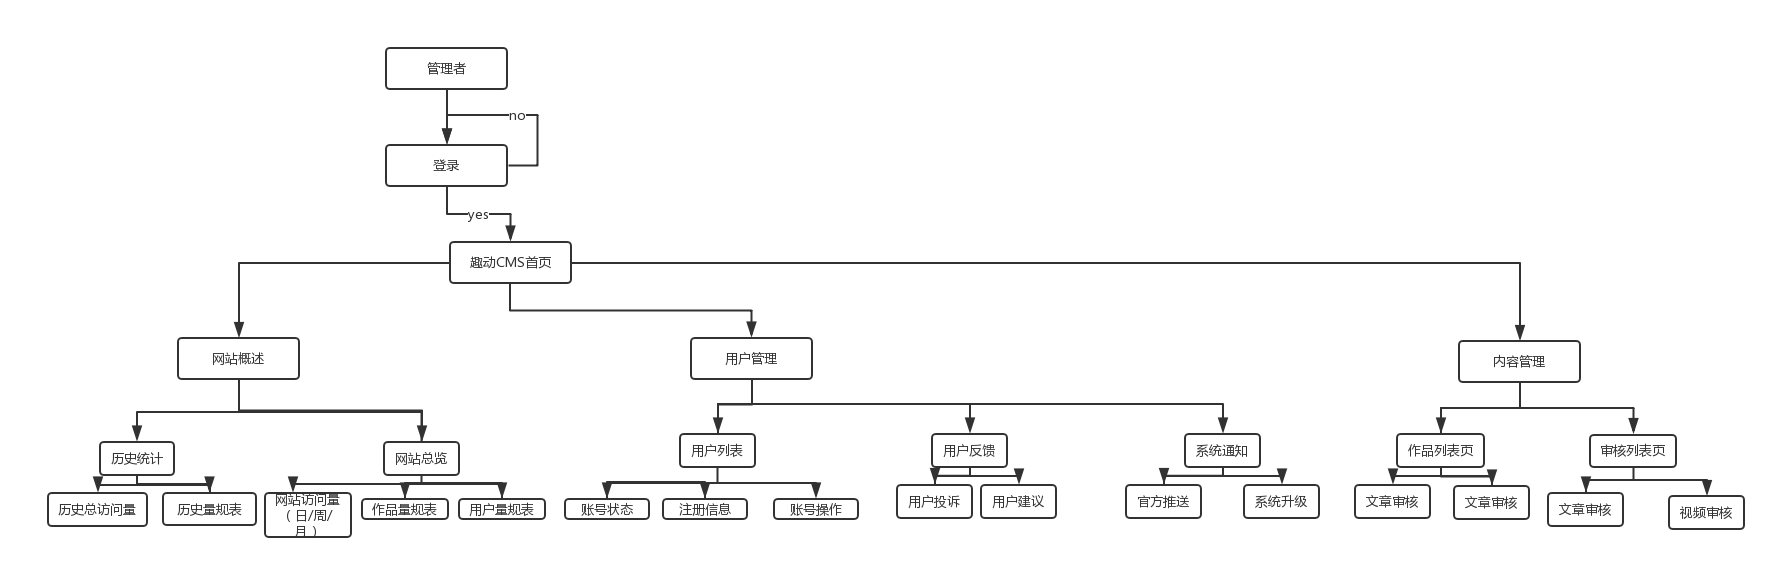 管理者
no
登录
yes
趣动CMS首页
网站概述
用户管理
内容管理
历史统计
网站总览
用户列表
用户反馈
系统通知
作品列表页
审核列表页
历史总访问量
历史量规表
网站访问量
（日/周/
月）
作品量规表
用户量规表
账号状态
注册信息
账号操作
用户投诉
用户建议
官方推送
系统升级
文章审核
文章审核
文章审核
视频审核